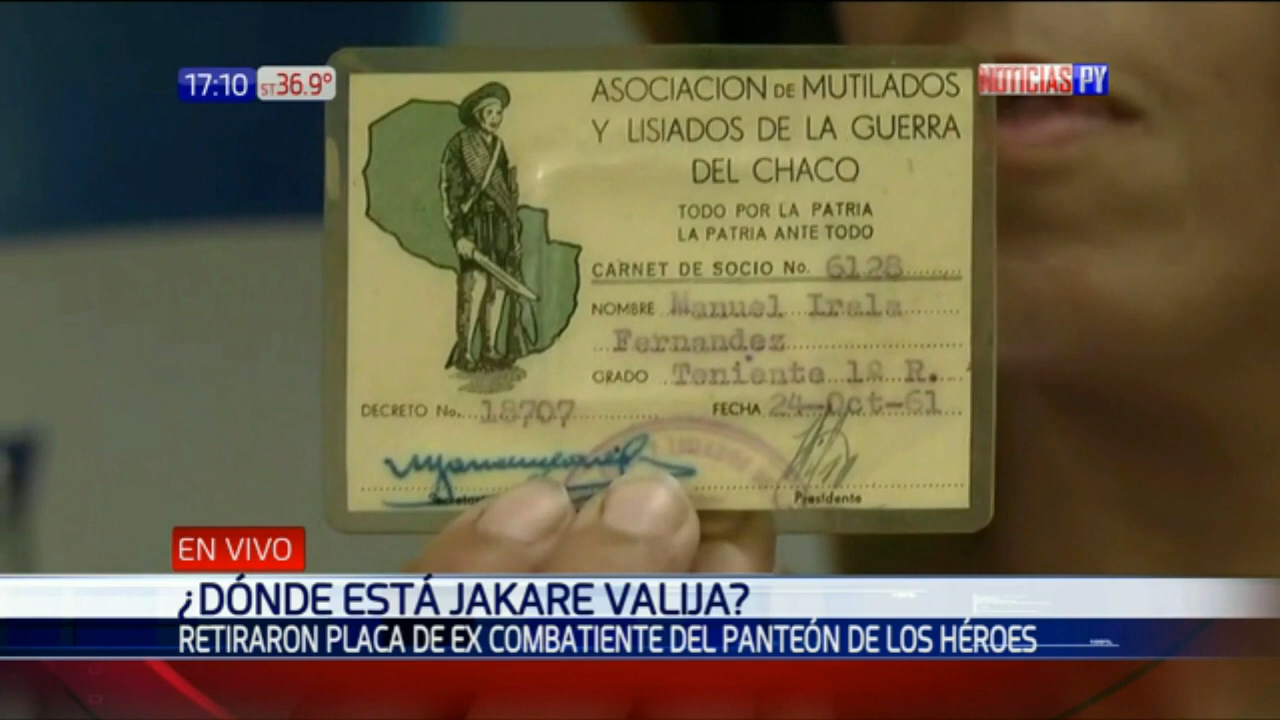 17:10 ST 36.9°
NOTICIAS PY
ASOCIACION DE MUTILADOS
Y LISIADOS DE LA GUERRA
DEL CHACO
TODO POR LA PATRIA
LA PATRIA ANTE TODO
CARNET DE SOCIO No. 6128
NOMBRE Manuel Irala
Fernandez
GRADO Teniente 1º R.
DECRETO No. 18707 FECHA 24-Oct-61
Presidente
EN VIVO
¿DÓNDE ESTÁ JAKARE VALIJA?
RETIRARON PLACA DE EX COMBATIENTE DEL PANTEÓN DE LOS HÉROES